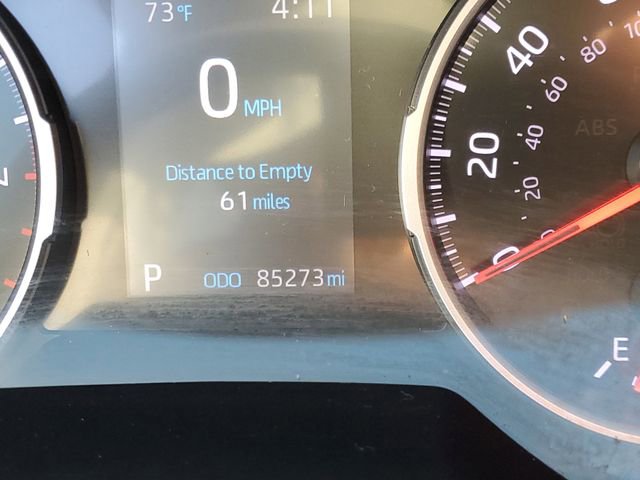 73°F 4:11
0 MPH
Distance to Empty
61 miles
P ODO 85273 mi
40
80
60
ABS
20
40
20
0
0
E